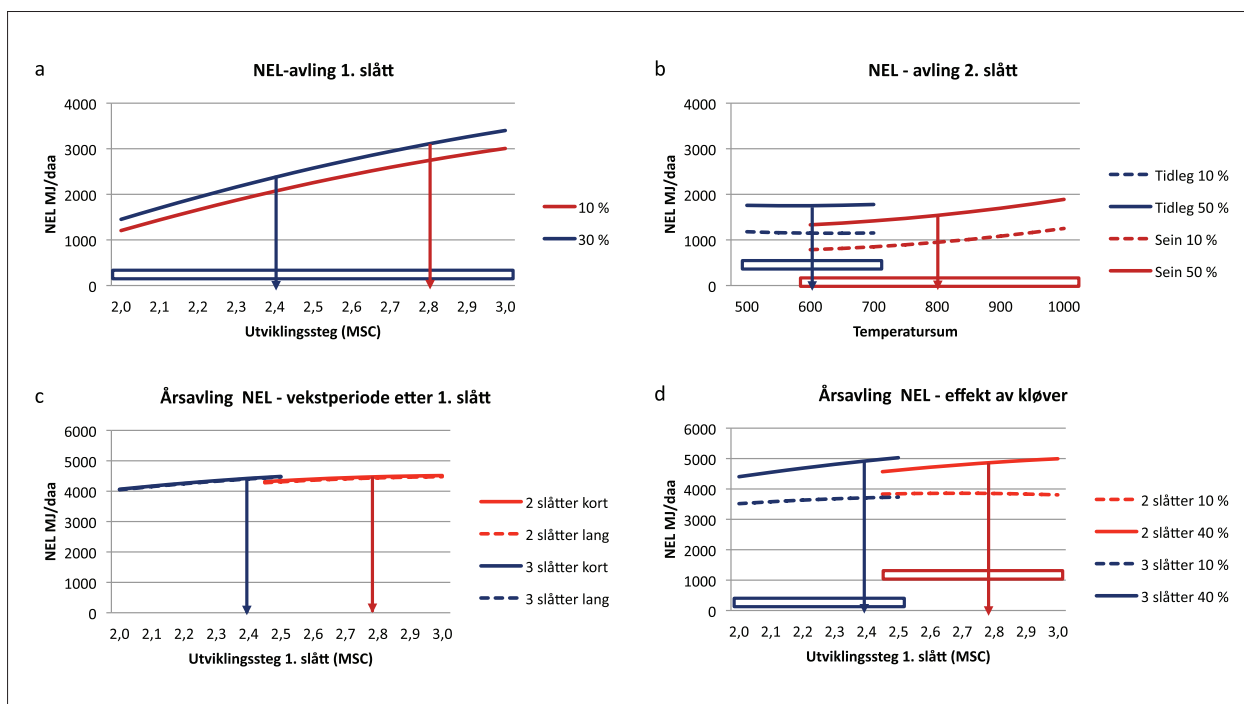 a
NEL-avling 1. slått
4000
3000
2000
1000
0
NEL MJ/daa
2,0 2,1 2,2 2,3 2,4 2,5 2,6 2,7 2,8 2,9 3,0
Utviklingssteg (MSC)
10 %
30 %
b
NEL - avling 2. slått
4000
3000
2000
1000
0
NEL MJ/daa
500 600 700 800 900 1000
Temperatursum
Tidleg 10 %
Tidleg 50 %
Sein 10 %
Sein 50 %
c
Årsavling NEL - vekstperiode etter 1. slått
6000
5000
4000
3000
2000
1000
0
NEL MJ/daa
2,0 2,1 2,2 2,3 2,4 2,5 2,6 2,7 2,8 2,9 3,0
Utviklingssteg 1. slått (MSC)
2 slåtter kort
2 slåtter lang
3 slåtter kort
3 slåtter lang
d
Årsavling NEL - effekt av kløver
6000
5000
4000
3000
2000
1000
0
NEL MJ/daa
2,0 2,1 2,2 2,3 2,4 2,5 2,6 2,7 2,8 2,9 3,0
Utviklingssteg 1. slått (MSC)
2 slåtter 10 %
2 slåtter 40 %
3 slåtter 10 %
3 slåtter 40 %